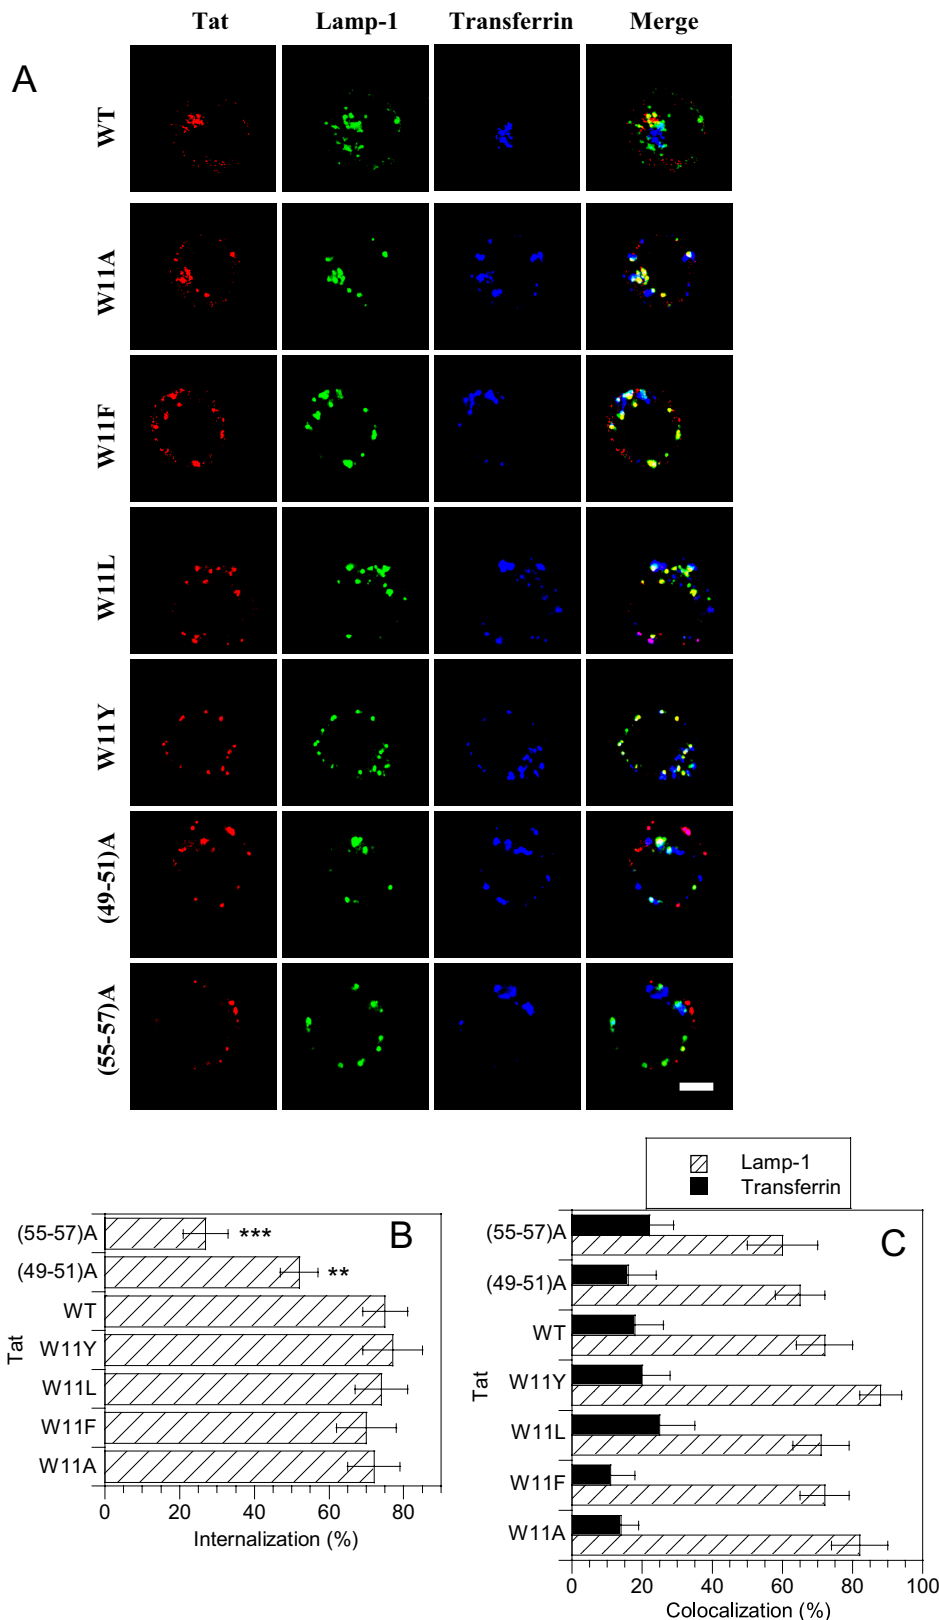 Tat Lamp-1 Transferrin Merge
A
WT
W11A
W11F
W11L
W11Y
(49-51)A
(55-57)A
B
(55-57)A ***
(49-51)A **
WT
W11Y
W11L
W11F
W11A
Tat
0 20 40 60 80
Internalization (%)
Lamp-1
Transferrin
C
(55-57)A
(49-51)A
WT
W11Y
W11L
W11F
W11A
Tat
0 20 40 60 80 100
Colocalization (%)